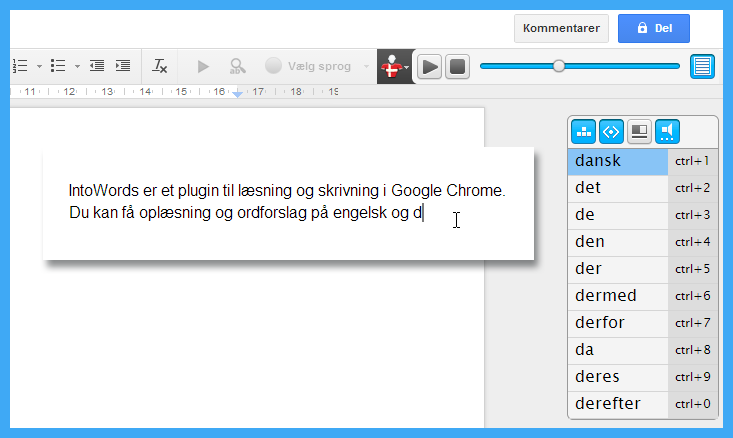 Kommentarer
Del
Vælg sprog
11 12 13 14 15 16 17 18 19
IntoWords er et plugin til læsning og skrivning i Google Chrome.
Du kan få oplæsning og ordforslag på engelsk og d
dansk ctrl+1
det ctrl+2
de ctrl+3
den ctrl+4
der ctrl+5
dermed ctrl+6
derfor ctrl+7
da ctrl+8
deres ctrl+9
derefter ctrl+0